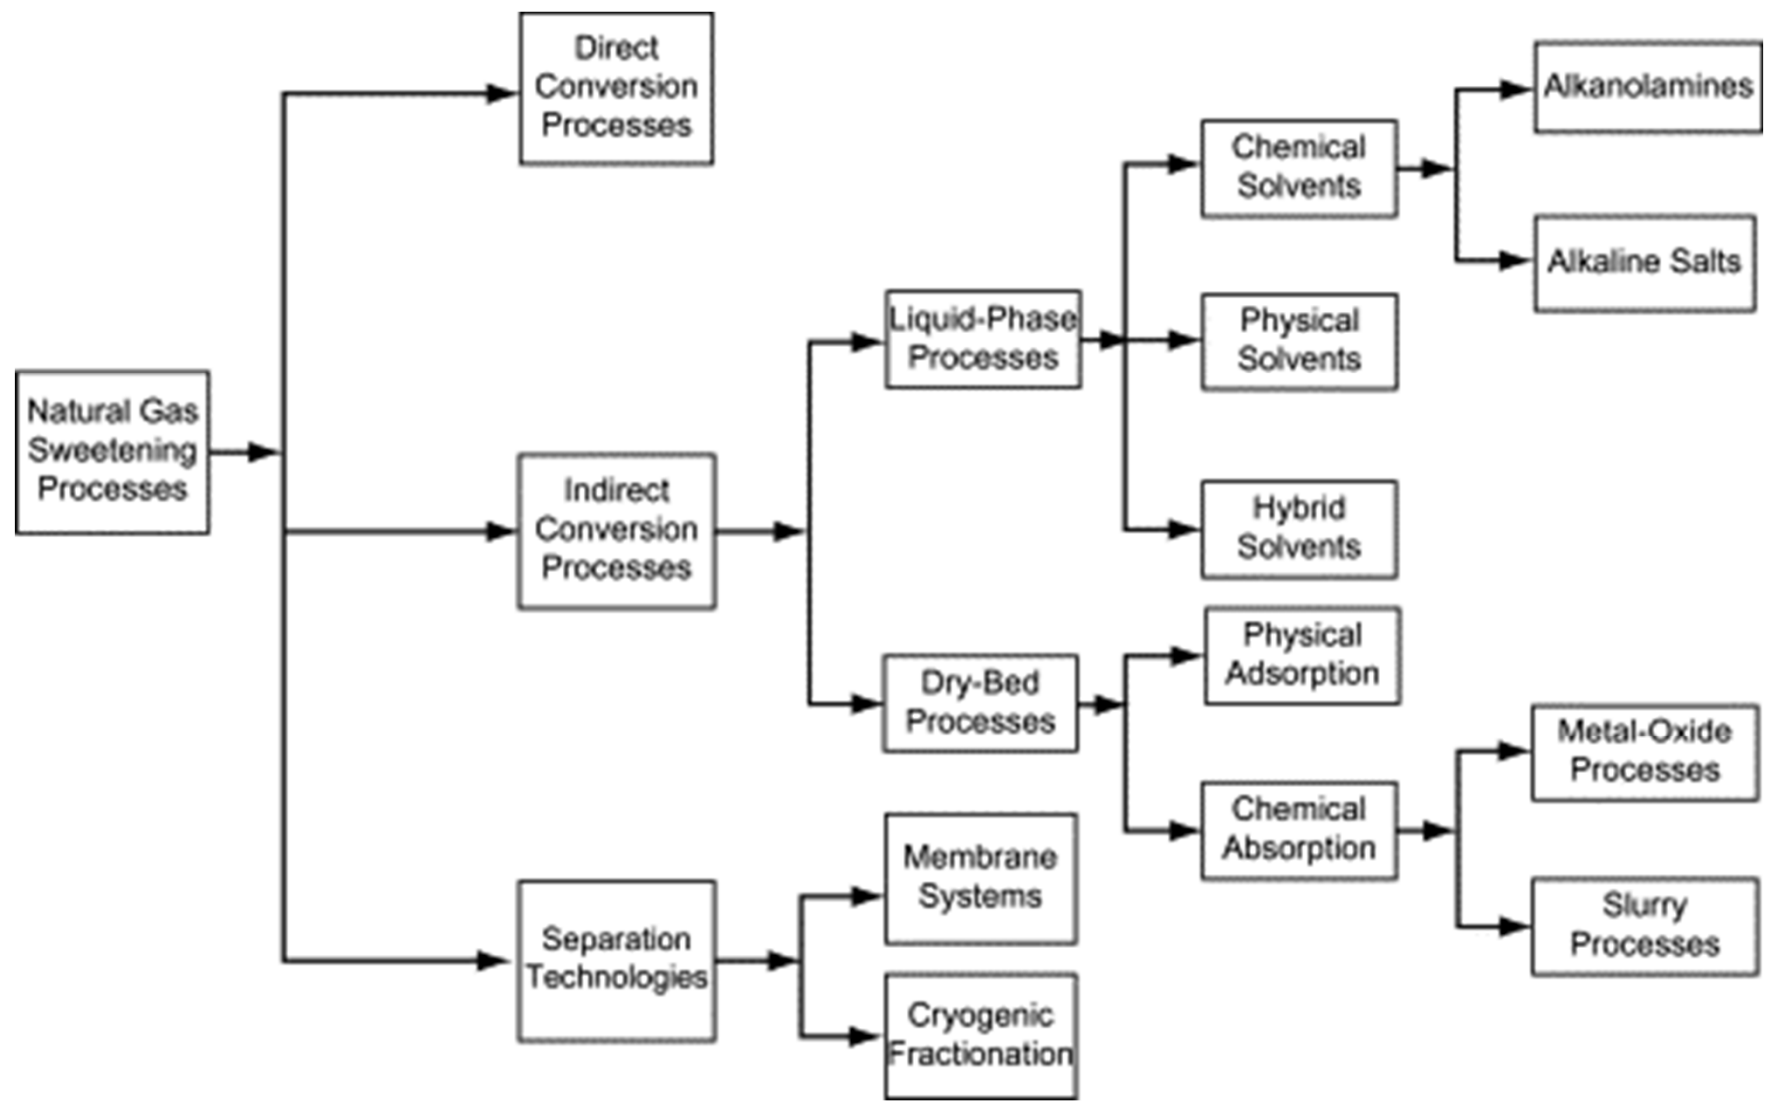 Direct
Conversion
Processes
Alkanolamines
Chemical
Solvents
Alkaline Salts
Liquid-Phase
Processes
Physical
Solvents
Natural Gas
Sweetening
Processes
Indirect
Conversion
Processes
Hybrid
Solvents
Physical
Adsorption
Dry-Bed
Processes
Metal-Oxide
Processes
Chemical
Absorption
Membrane
Systems
Slurry
Processes
Separation
Technologies
Cryogenic
Fractionation